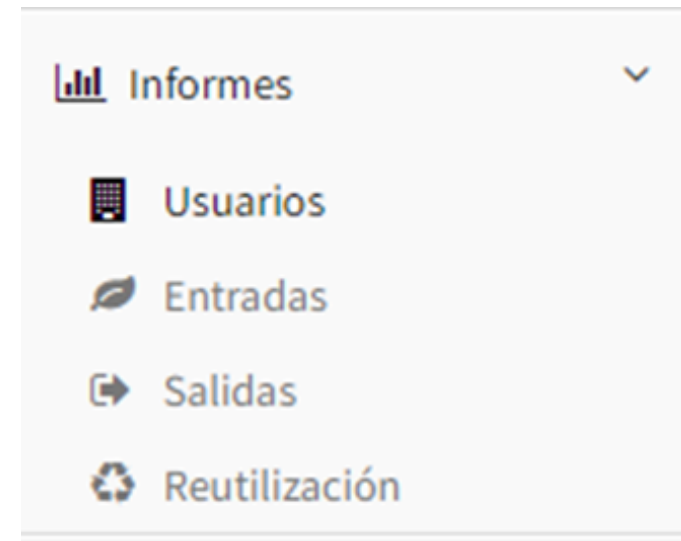 Informes
Usuarios
Entradas
Salidas
Reutilización